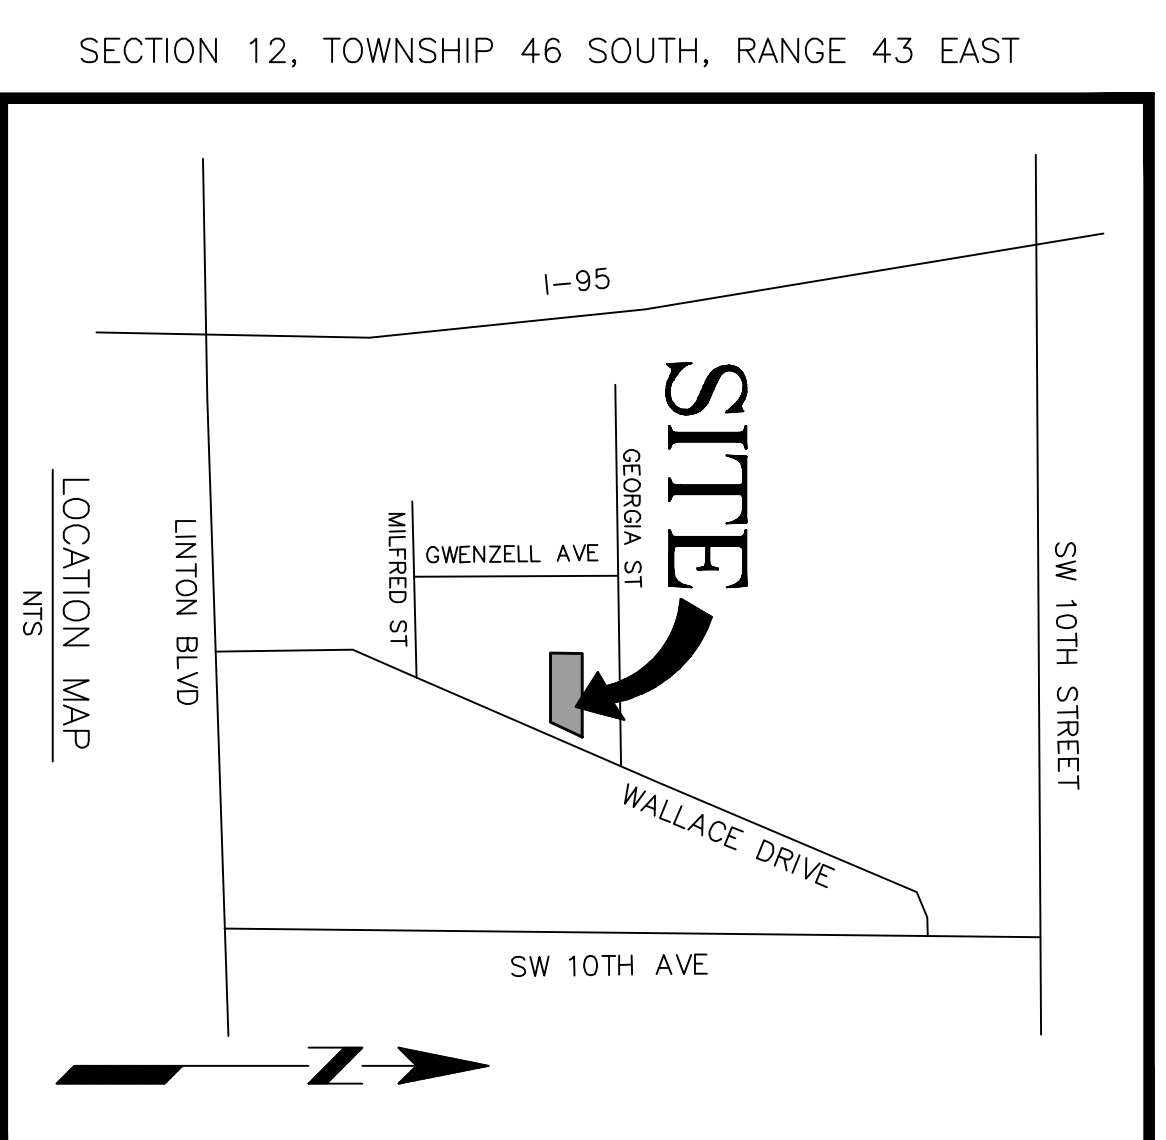 SECTION 12, TOWNSHIP 46 SOUTH, RANGE 43 EAST
I-95
SITE
GEORGIA ST
GWENZELL AVE
MILFRED ST
LINTON BLVD
LOCATION MAP
NTS
SW 10TH STREET
WALLACE DRIVE
SW 10TH AVE
N